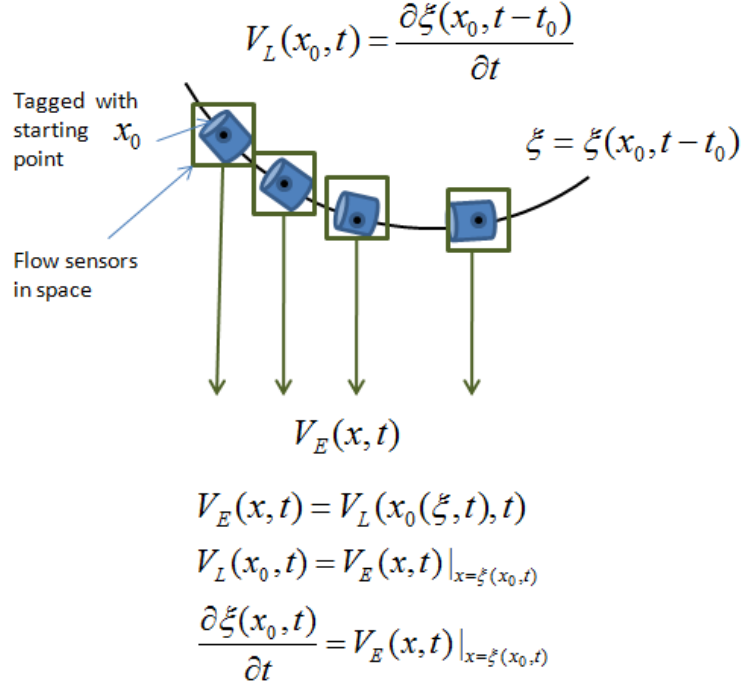 V_L(x_0,t) = ∂ξ(x_0,t−t_0)/∂t
Tagged with
starting x_0
point
ξ = ξ(x_0,t−t_0)
Flow sensors
in space
V_E(x,t)
V_E(x,t) = V_L(x_0(ξ,t),t)
V_L(x_0,t) = V_E(x,t)|_{x=ξ(x_0,t)}
∂ξ(x_0,t)/∂t = V_E(x,t)|_{x=ξ(x_0,t)}